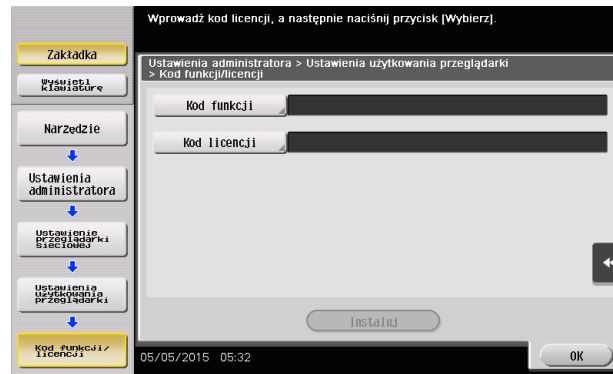 Wprowadź kod licencji, a następnie naciśnij przycisk [Wybierz].
Zakładka
Wyświetl
klawiaturę
Narzędzie
Ustawienia
administratora
Ustawienie
przeglądarki
sieciowej
Ustawienia
użytkowania
przeglądarki
Kod funkcji/
licencji
Ustawienia administratora > Ustawienia użytkowania przeglądarki
> Kod funkcji/licencji
Kod funkcji
Kod licencji
Instaluj
05/05/2015 05:32
OK